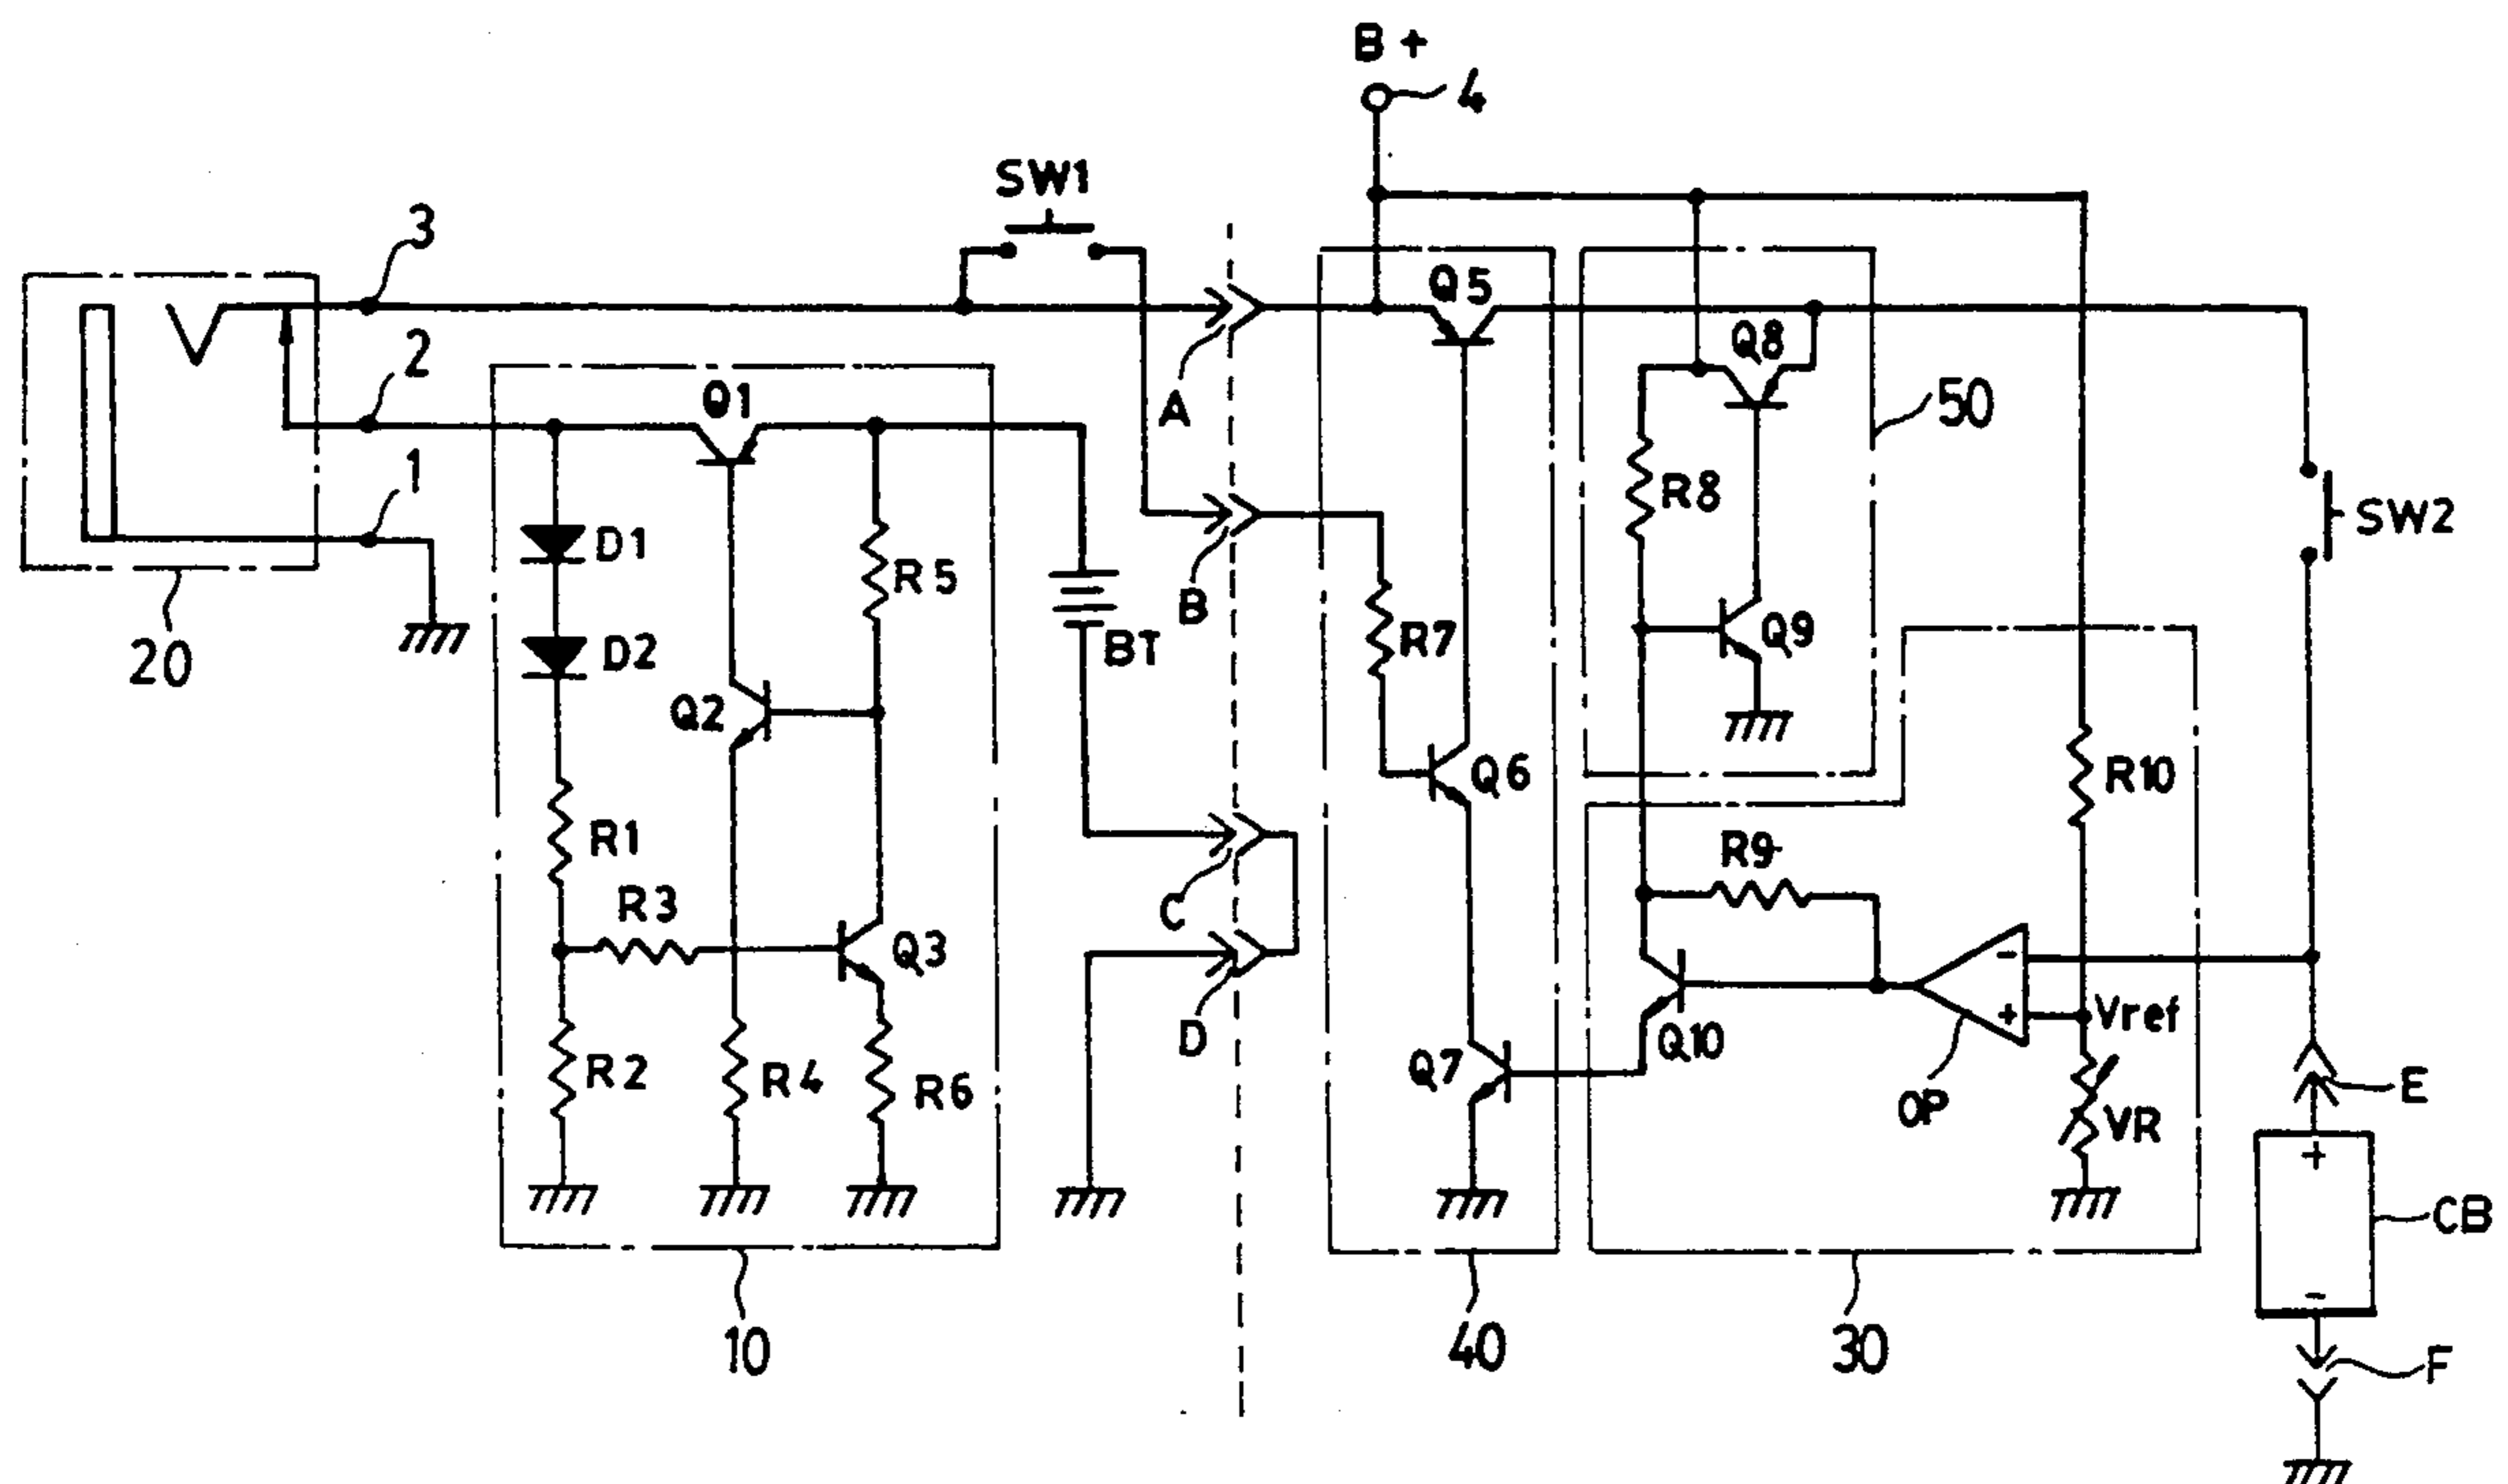 B +
4
SW1
3
Q5
2
Q8
Q1
A
50
1
R8
SW2
D1
R5
B
Q9
20
D2
BT
R7
Q2
Q6
R10
R1
R9
R3
C
Q3
Vref
D
Q10
Q7
R2
R4
R6
OP
E
VR
+
-
CB
-
+
10
40
30
F